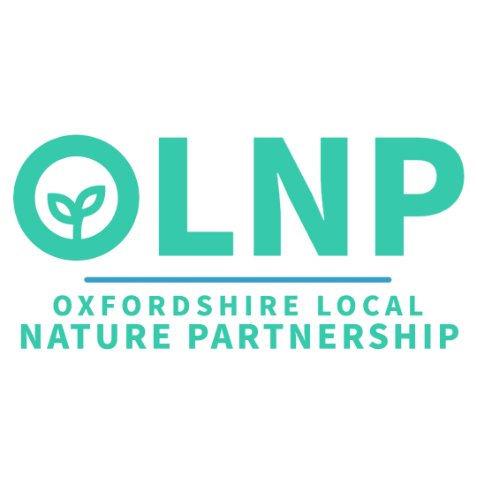 OLNP
OXFORDSHIRE LOCAL
NATURE PARTNERSHIP